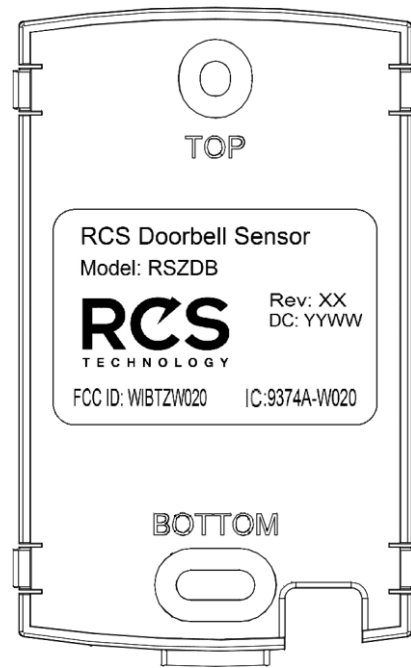 TOP
RCS Doorbell Sensor
Model: RSZDB
Rev: XX
RCS
DC: YYWW
TECHNOLOGY
FCC ID: WIBTZW020 IC:9374A-W020
BOTTOM